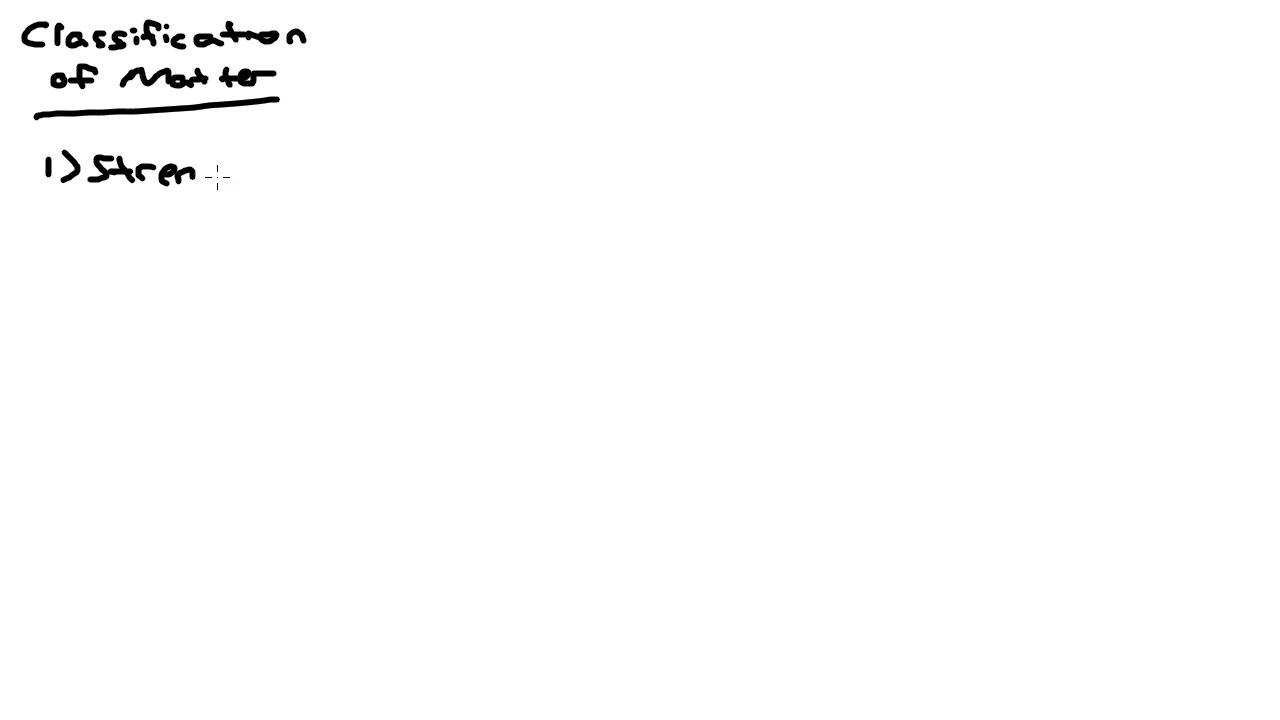 Classification
of Matter
1) Stren